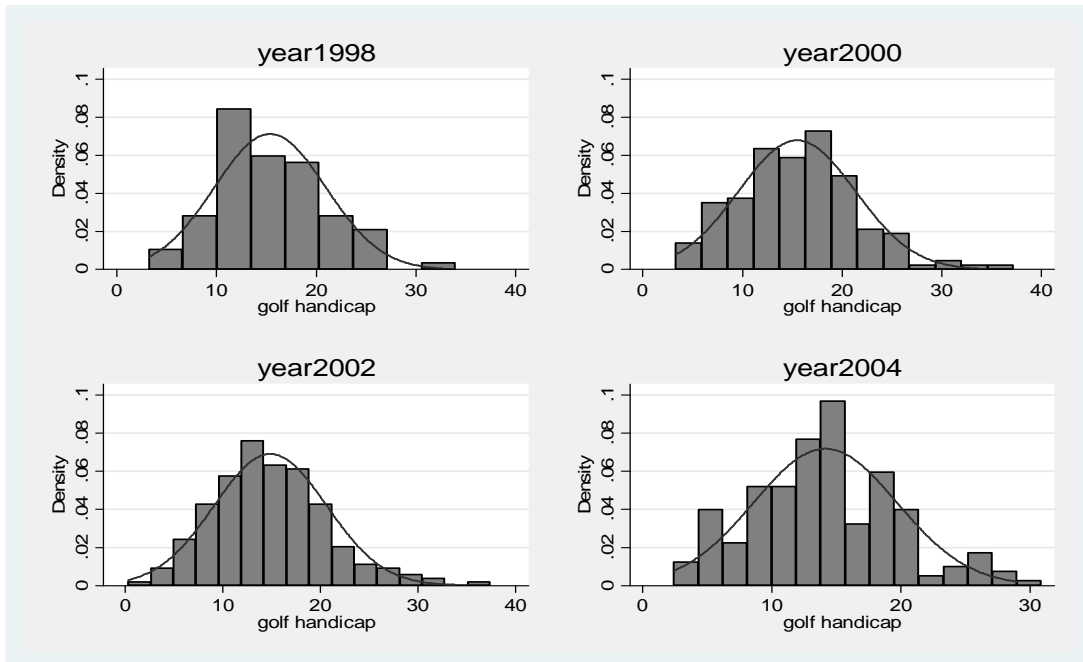 year1998
Density
0 .02 .04 .06 .08 .1
0 10 20 30 40
golf handicap
year2000
Density
0 .02 .04 .06 .08 .1
0 10 20 30 40
golf handicap
year2002
Density
0 .02 .04 .06 .08 .1
0 10 20 30 40
golf handicap
year2004
Density
0 .02 .04 .06 .08 .1
0 10 20 30
golf handicap